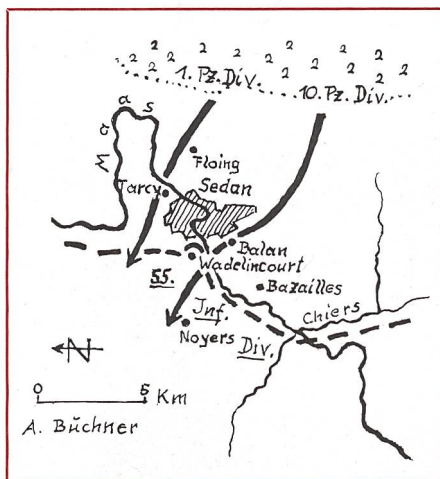 1. Pz. Div.
10. Pz. Div.
Maas
Floing
Sedan
Tarcy
Balan
Wadelincourt
55.
Bazailles
Jnf.
Chiers
Noyers
Div.
N
0 5 Km
A. Büchner